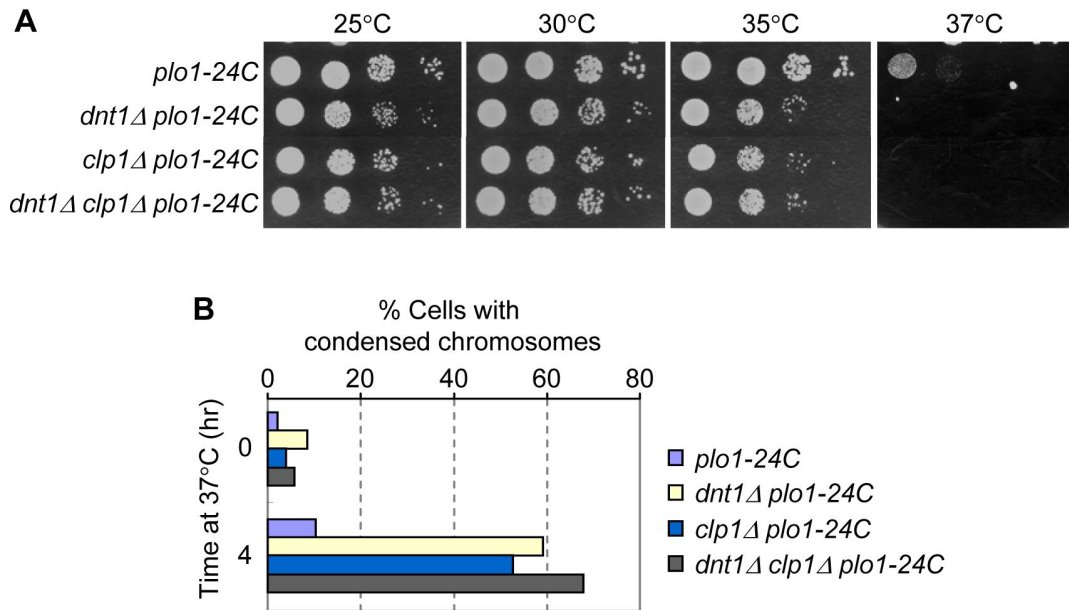 A
25°C 30°C 35°C 37°C
plo1-24C
dnt1Δ plo1-24C
clp1Δ plo1-24C
dnt1Δ clp1Δ plo1-24C
B
% Cells with
condensed chromosomes
0 20 40 60 80
Time at 37°C (hr)
0
4
plo1-24C
dnt1Δ plo1-24C
clp1Δ plo1-24C
dnt1Δ clp1Δ plo1-24C